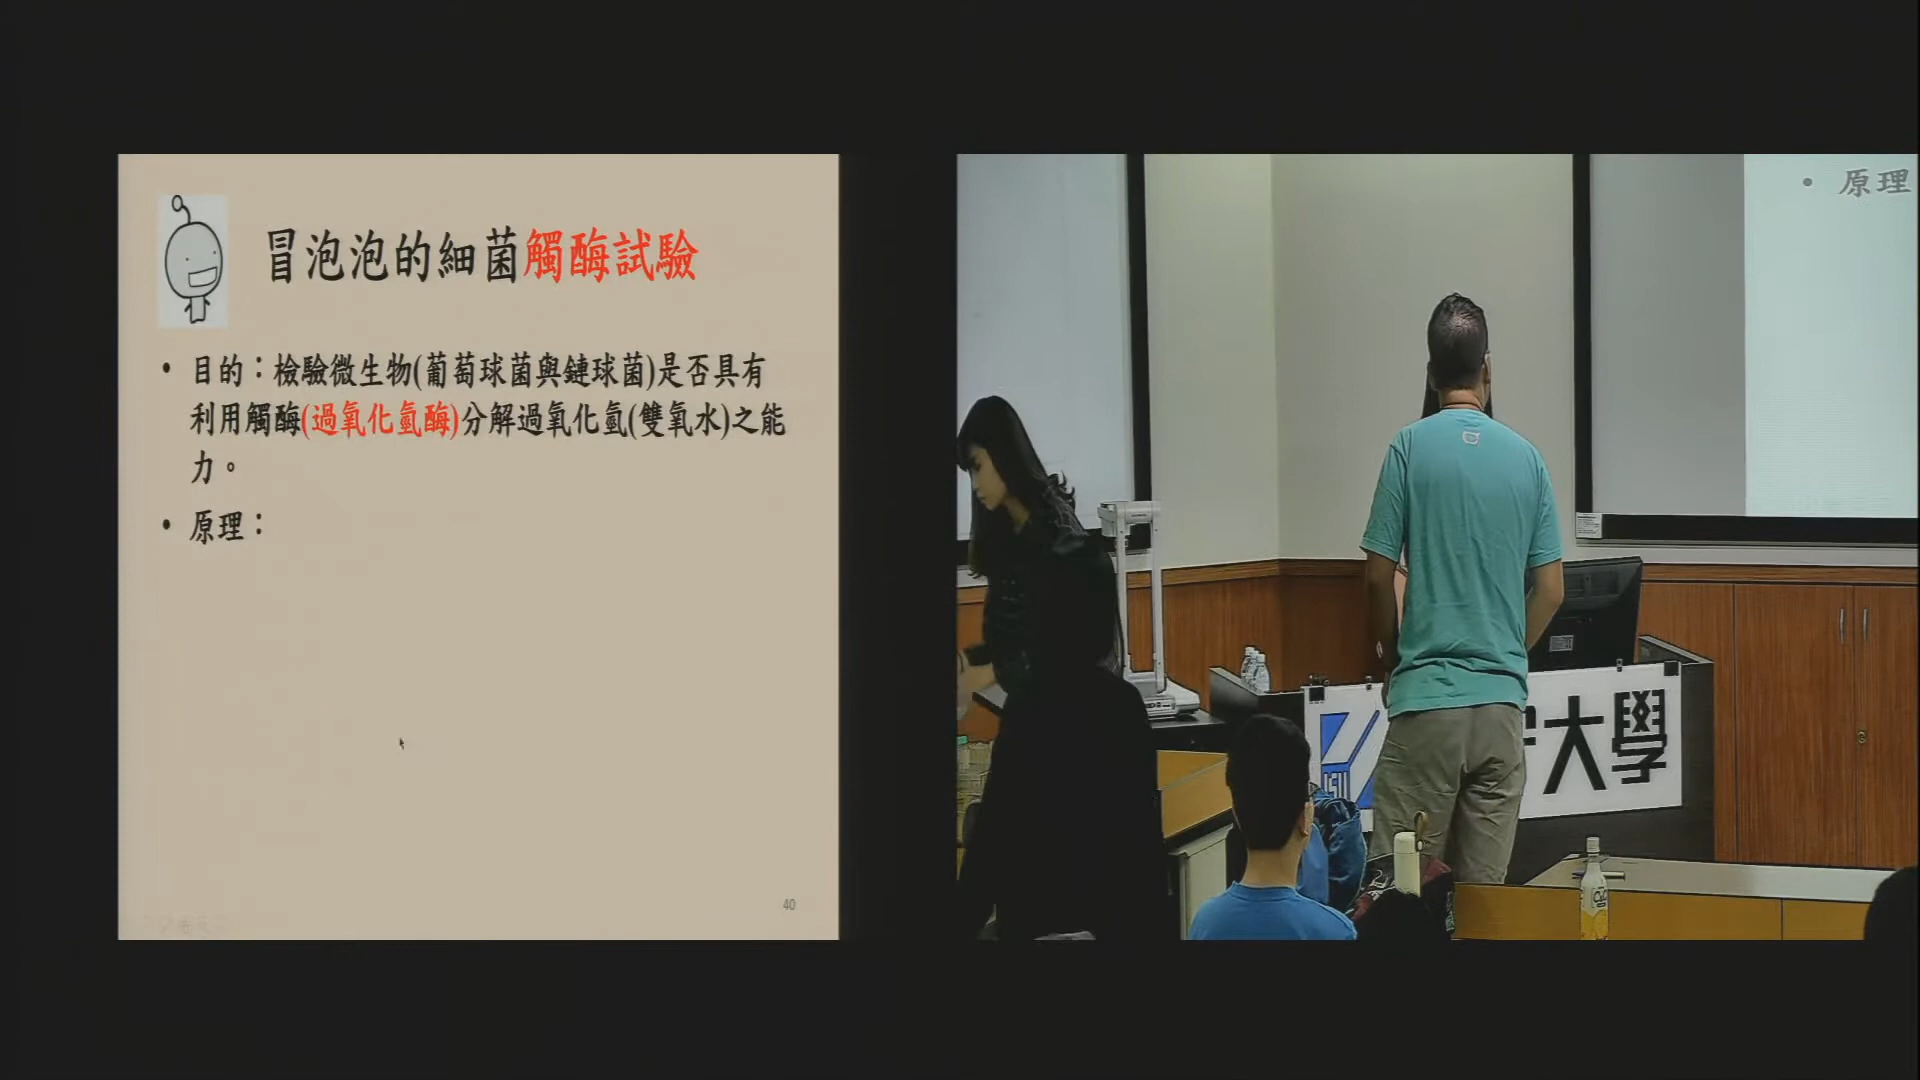 冒泡泡的細菌觸酶試驗
• 目的：檢驗微生物(葡萄球菌與鏈球菌)是否具有
利用觸酶(過氧化氫酶)分解過氧化氫(雙氧水)之能
力。
• 原理：
40
• 原理
ISU
大學